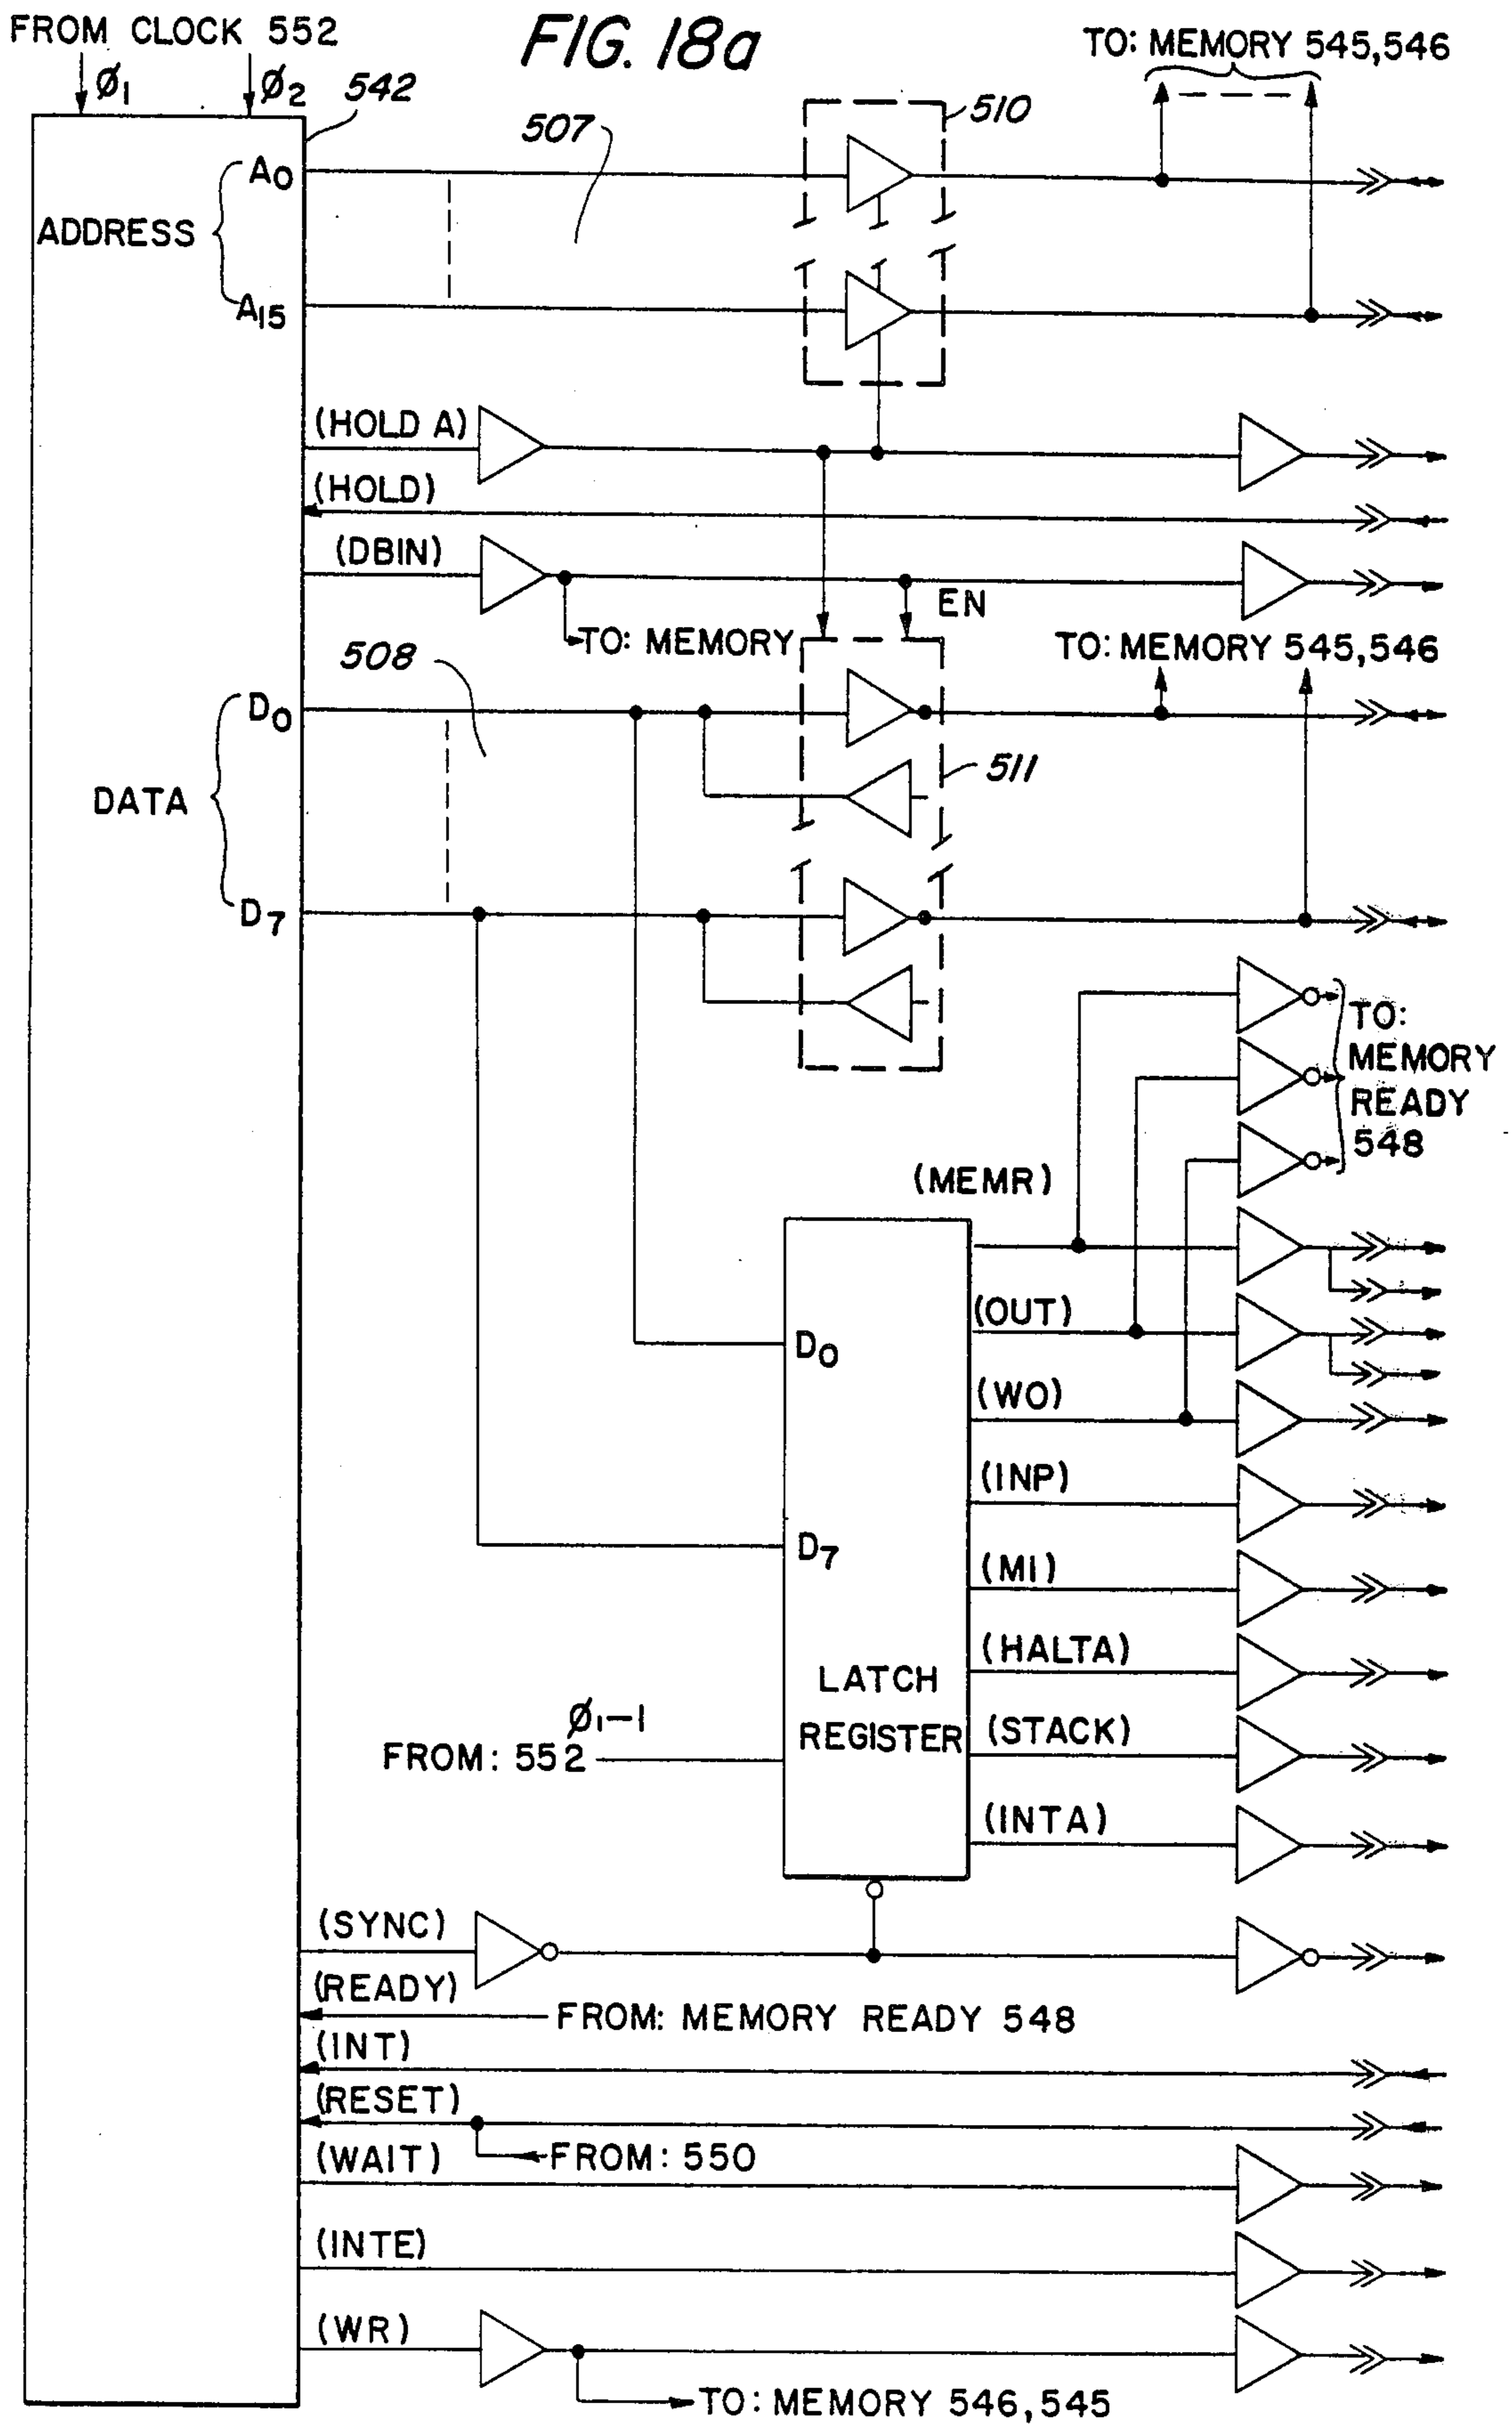 FROM CLOCK 552
FIG. 18a
TO: MEMORY 545,546
Ø1
Ø2
542
507
510
A0
ADDRESS
A15
(HOLD A)
(HOLD)
(DBIN)
EN
TO: MEMORY
TO: MEMORY 545,546
508
D0
511
DATA
D7
TO:
MEMORY
READY
548
(MEMR)
(OUT)
D0
(WO)
(INP)
D7
(MI)
(HALTA)
LATCH
REGISTER
Ø1-1
FROM: 552
(STACK)
(INTA)
(SYNC)
(READY)
FROM: MEMORY READY 548
(INT)
(RESET)
FROM: 550
(WAIT)
(INTE)
(WR)
TO: MEMORY 546,545